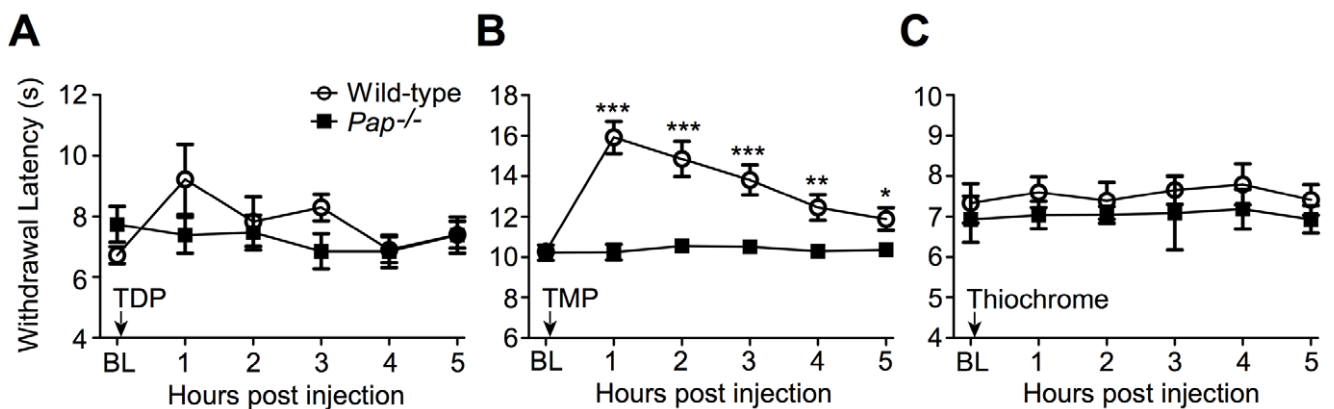 A
B
C
Withdrawal Latency (s)
12
10
8
6
4
Wild-type
Pap-/-
TDP
BL 1 2 3 4 5
Hours post injection
18
16
14
12
10
8
6
***
***
***
**
*
TMP
BL 1 2 3 4 5
Hours post injection
10
9
8
7
6
5
4
Thiochrome
BL 1 2 3 4 5
Hours post injection